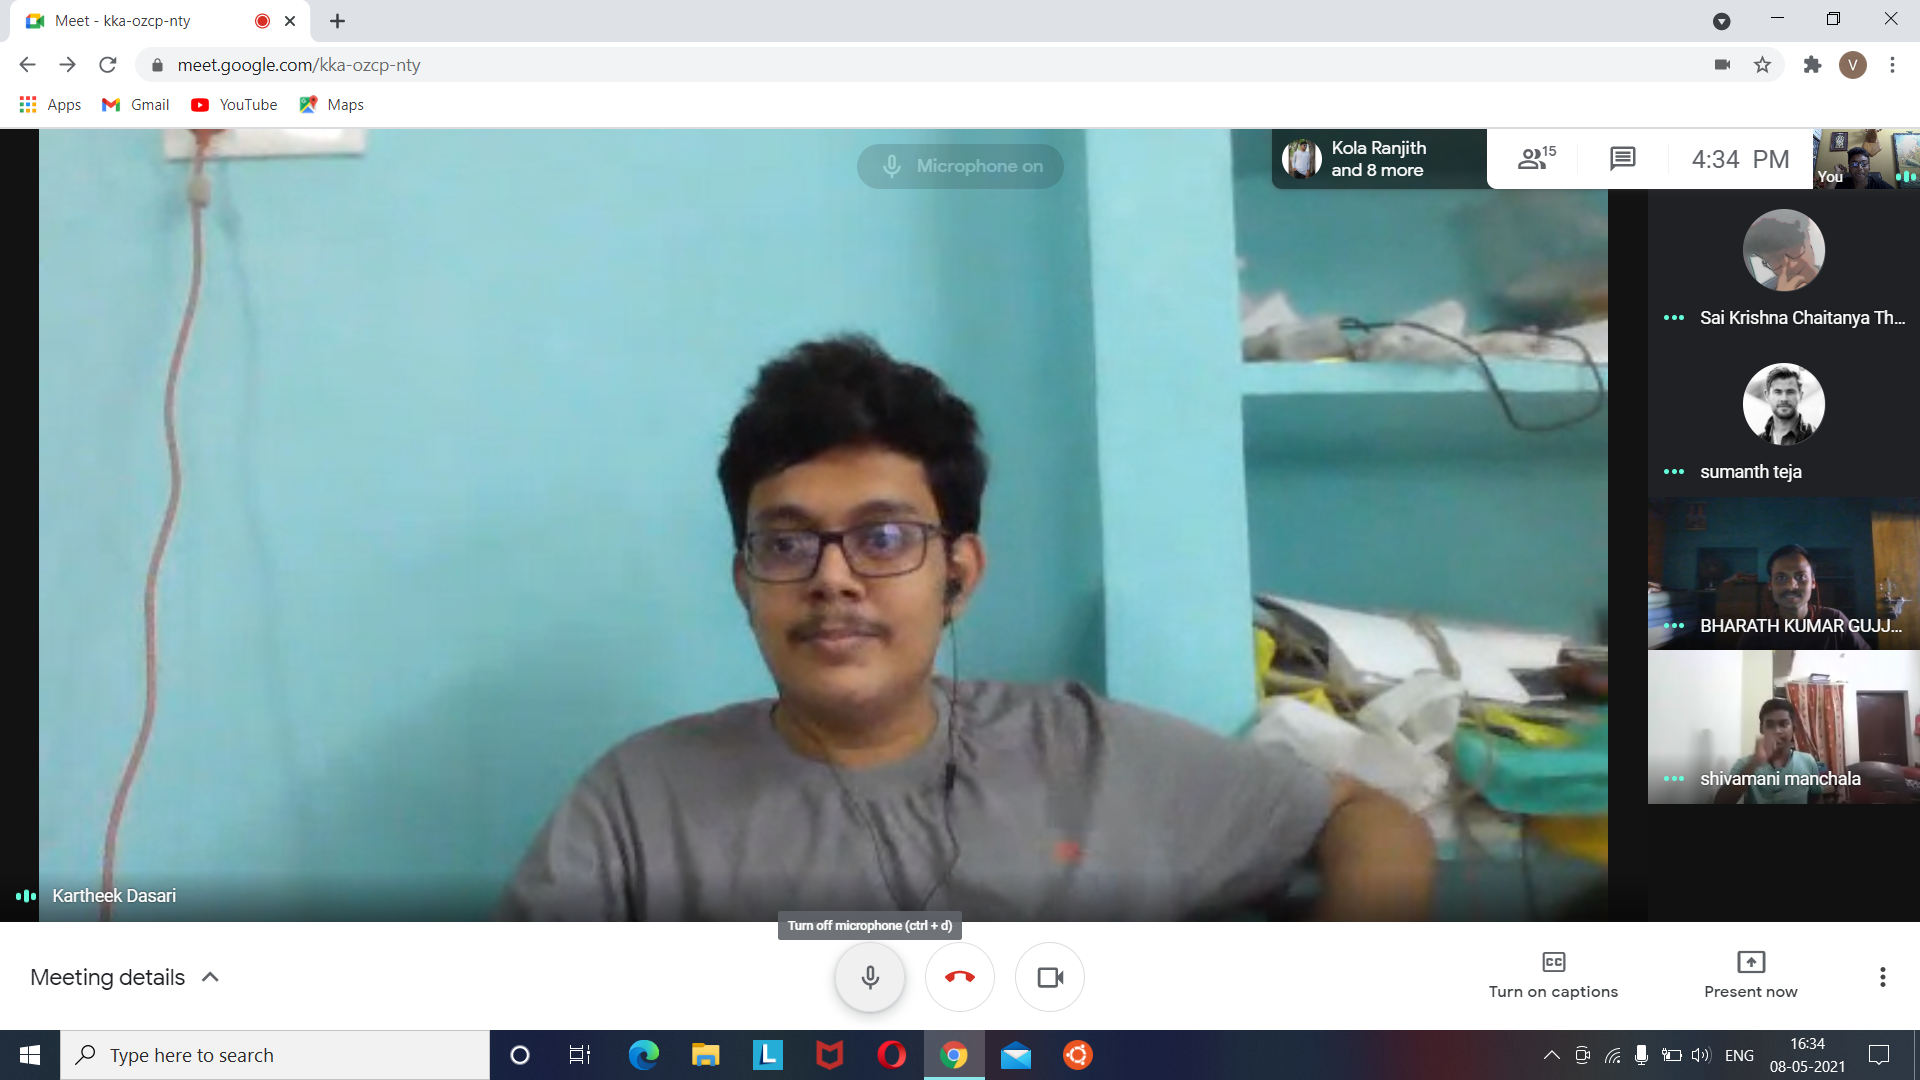 Meet - kka-ozcp-nty
meet.google.com/kka-ozcp-nty
V
Apps
Gmail
YouTube
Maps
Microphone on
Kola Ranjith
and 8 more
15
4:34 PM
You
Sai Krishna Chaitanya Th...
sumanth teja
BHARATH KUMAR GUJJ...
shivamani manchala
Kartheek Dasari
Turn off microphone (ctrl + d)
Meeting details
CC
Turn on captions
Present now
Type here to search
L
ENG
16:34
08-05-2021